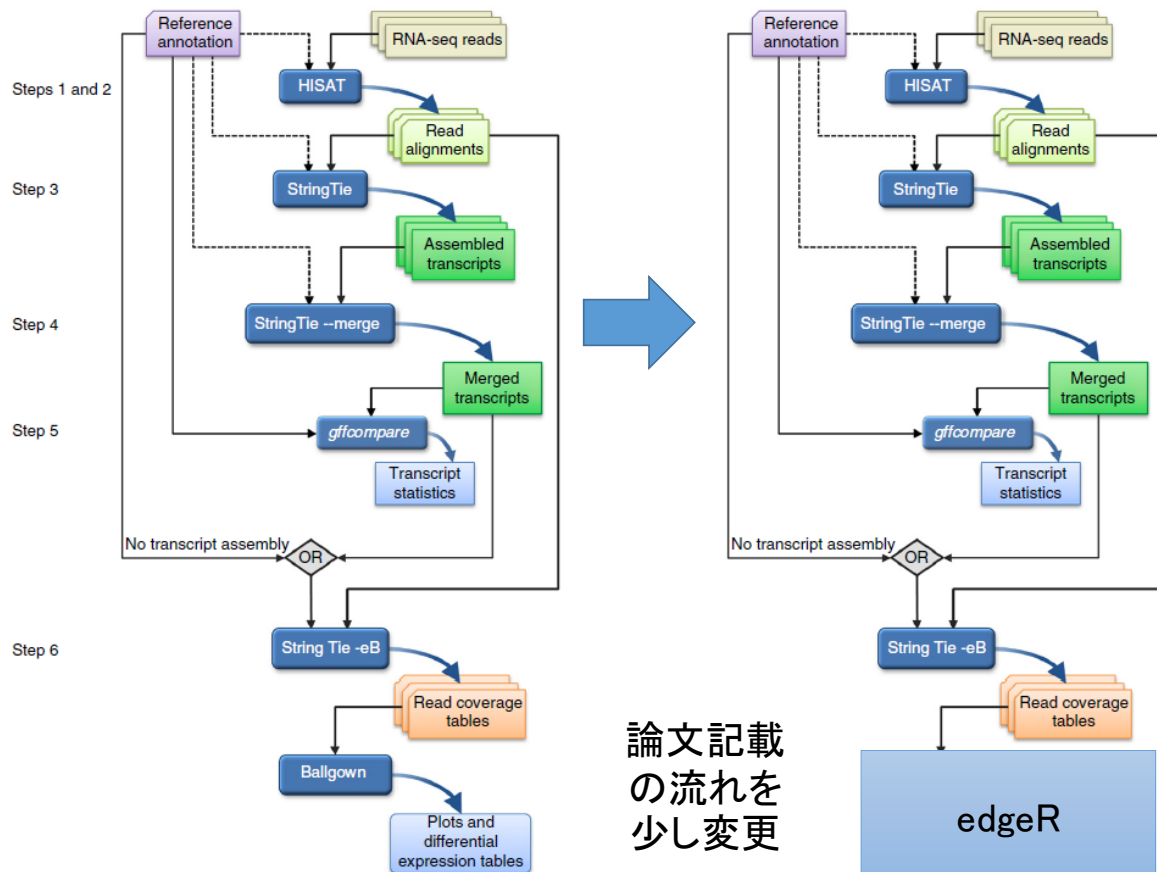 Reference
annotation
RNA-seq reads
Steps 1 and 2
HISAT
Read
alignments
Step 3
StringTie
Assembled
transcripts
Step 4
StringTie --merge
Merged
transcripts
Step 5
gffcompare
Transcript
statistics
No transcript assembly
OR
Step 6
String Tie -eB
Read coverage
tables
Ballgown
Plots and
differential
expression tables
論文記載
の流れを
少し変更
Reference
annotation
RNA-seq reads
HISAT
Read
alignments
StringTie
Assembled
transcripts
StringTie --merge
Merged
transcripts
gffcompare
Transcript
statistics
No transcript assembly
OR
String Tie -eB
Read coverage
tables
edgeR